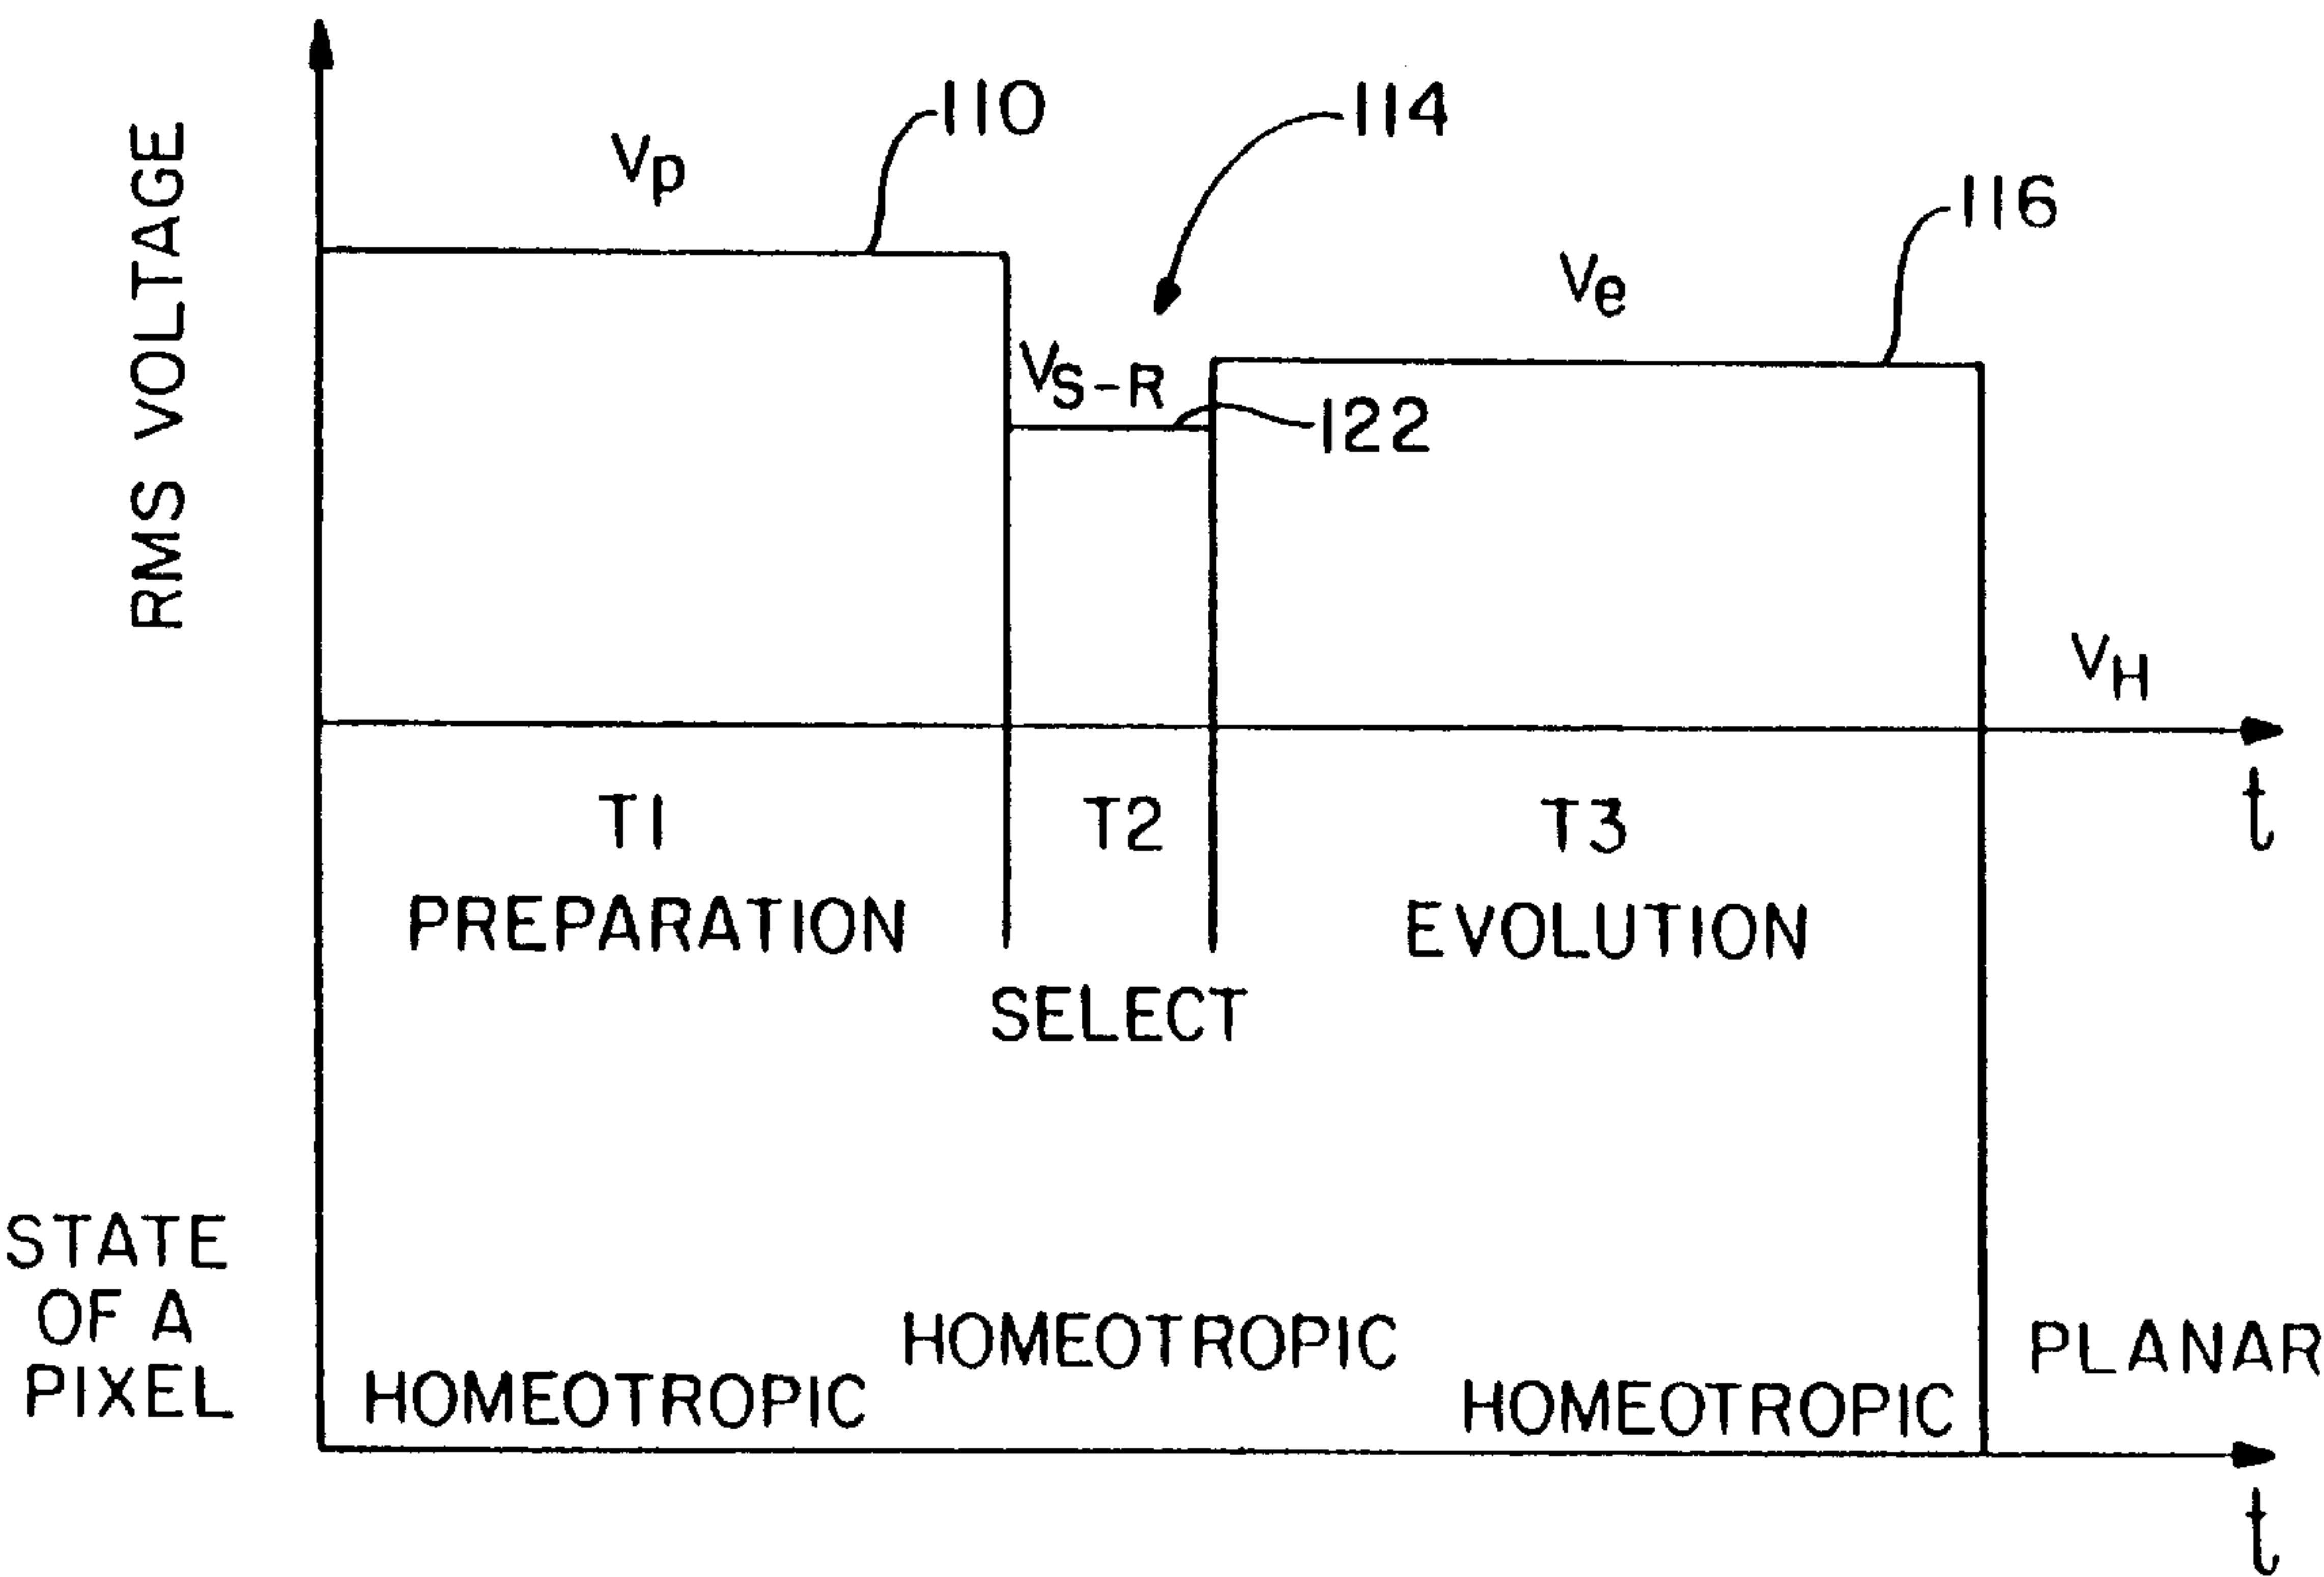 110
114
Vp
116
Ve
VS-R
122
RMS VOLTAGE
VH
t
T1
T2
T3
PREPARATION
EVOLUTION
SELECT
STATE
OF A
PIXEL
HOMEOTROPIC
HOMEOTROPIC
HOMEOTROPIC
PLANAR
t